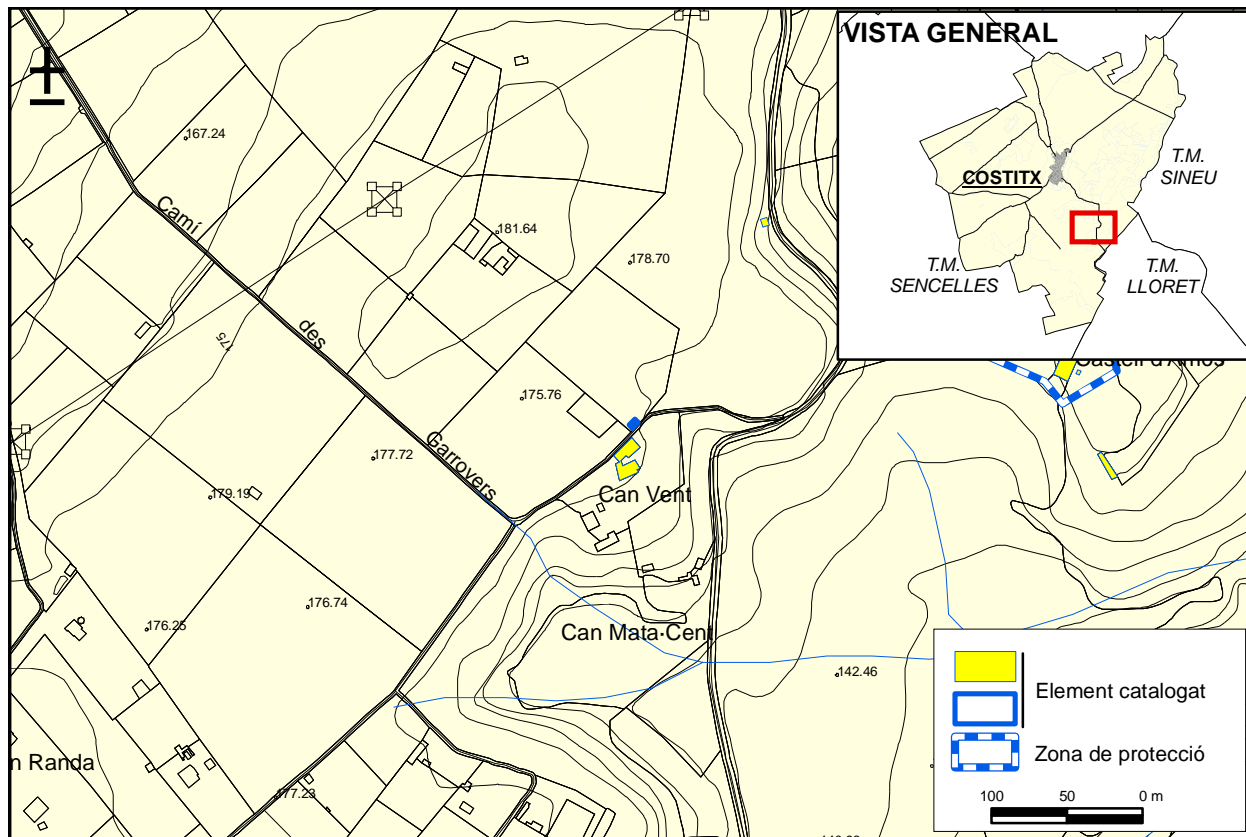 VISTA GENERAL
T.M.
SINEU
COSTITX
T.M.
SENCELLES
T.M.
LLORET
167.24
Camí
181.64
178.70
des
175
175.76
Garrovers
177.72
179.19
Can Vent
176.74
176.25
Can Mata·Cent
142.46
n Randa
177.23
Element catalogat
Zona de protecció
100 50 0 m